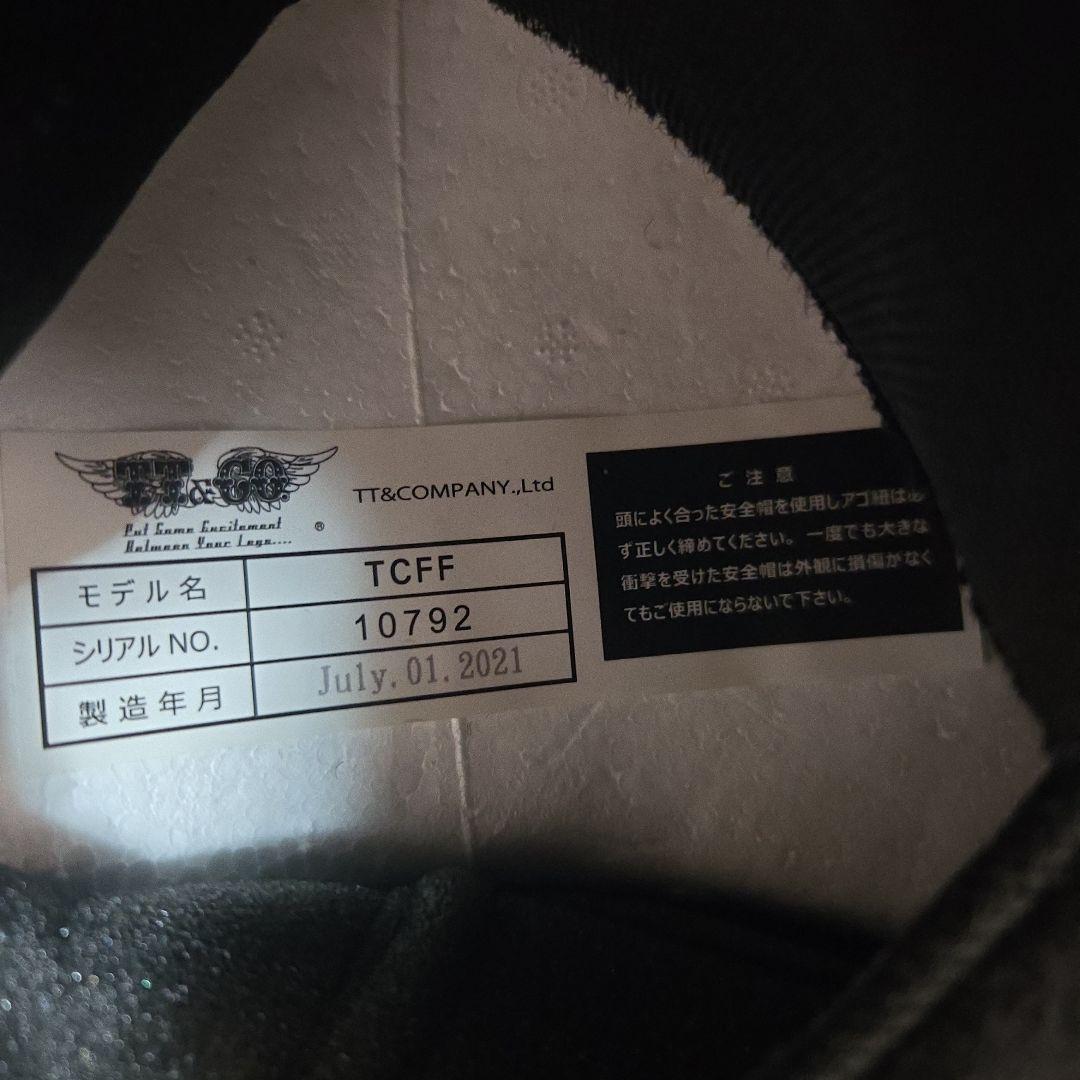 TT&CO.
Put Some Excitement
Between Your Legs....
®
TT&COMPANY.,Ltd
モデル名 TCFF
シリアルNO. 10792
製造年月 July.01.2021
ご注意
頭によく合った安全帽を使用しアゴ紐は必
ず正しく締めてください。一度でも大きな
衝撃を受けた安全帽は外観に損傷がなく
てもご使用にならないで下さい。